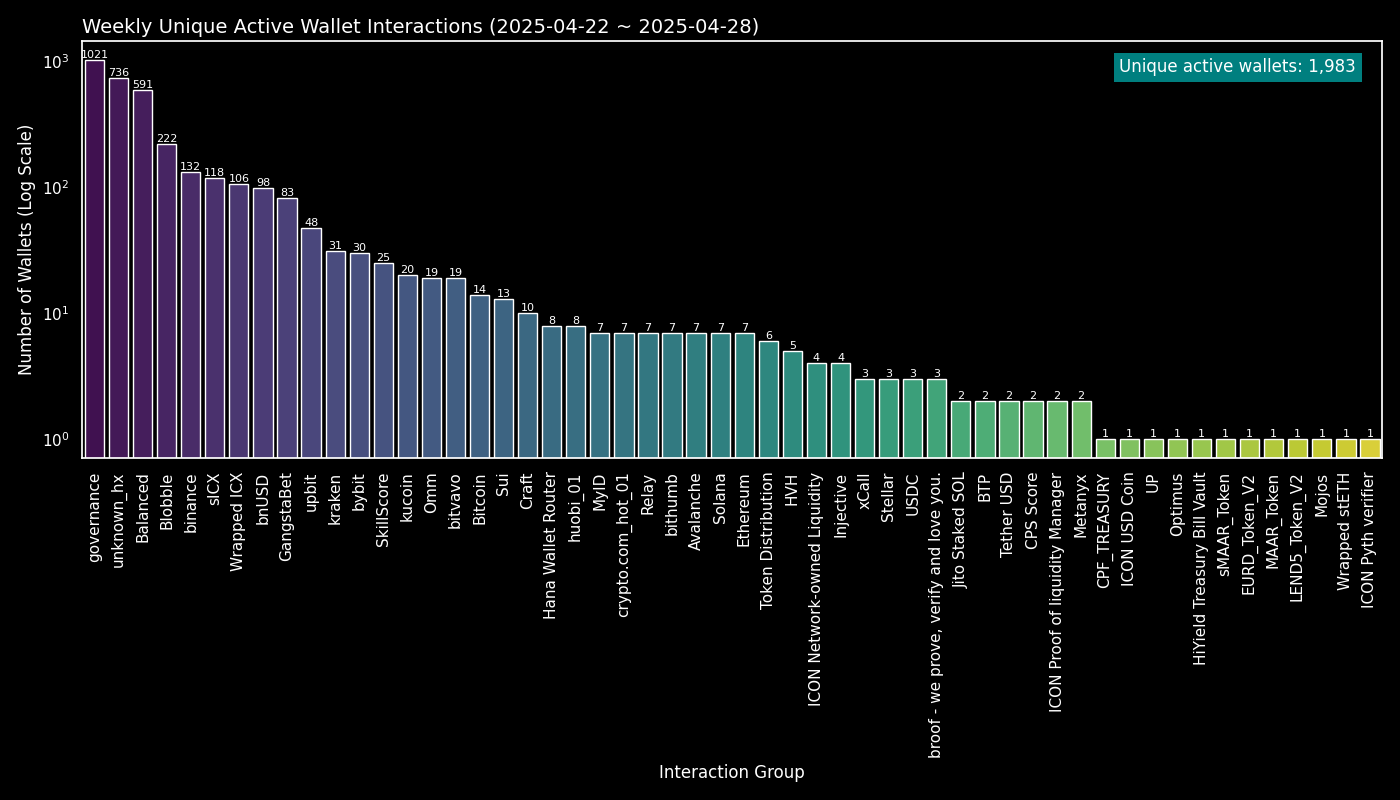 Weekly Unique Active Wallet Interactions (2025-04-22 ~ 2025-04-28)
Unique active wallets: 1,983
Number of Wallets (Log Scale)
10³
10²
10¹
10⁰
1021
736
591
222
132
118
106
98
83
48
31
30
25
20
19
19
14
13
10
8
8
7
7
7
7
7
7
7
6
5
4
4
3
3
3
3
2
2
2
2
2
2
1
1
1
1
1
1
1
1
1
1
1
1
governance
unknown_hx
Balanced
Blobble
binance
sICX
Wrapped ICX
bnUSD
GangstaBet
upbit
kraken
bybit
SkillScore
kucoin
Omm
bitvavo
Bitcoin
Sui
Craft
Hana Wallet Router
huobi_01
MyID
crypto.com_hot_01
Relay
bithumb
Avalanche
Solana
Ethereum
Token Distribution
HVH
ICON Network-owned Liquidity
Injective
xCall
Stellar
USDC
broof - we prove, verify and love you.
Jito Staked SOL
BTP
Tether USD
CPS Score
ICON Proof of liquidity Manager
Metanyx
CPF_TREASURY
ICON USD Coin
UP
Optimus
HiYield Treasury Bill Vault
sMAAR_Token
EURD_Token_V2
MAAR_Token
LEND5_Token_V2
Mojos
Wrapped stETH
ICON Pyth verifier
Interaction Group